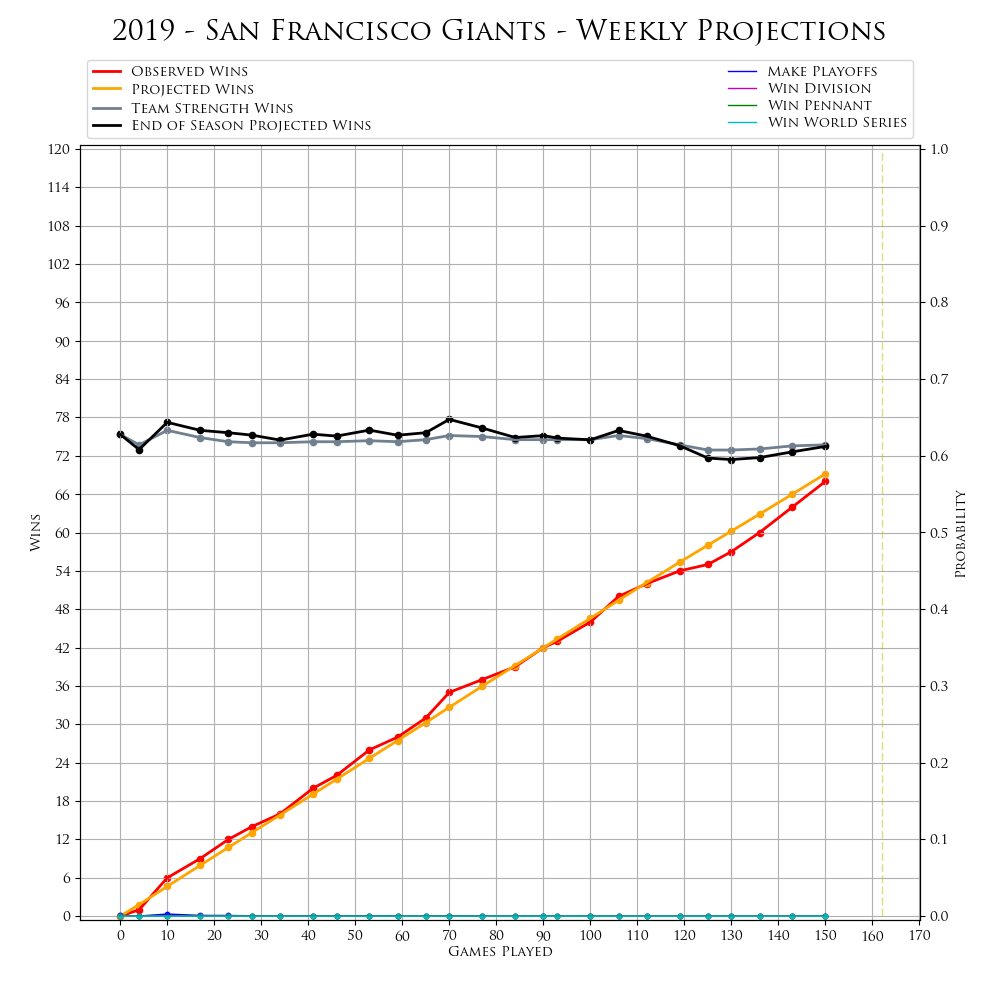 2019 - San Francisco Giants - Weekly Projections
Observed Wins
Projected Wins
Team Strength Wins
End of Season Projected Wins
Make Playoffs
Win Division
Win Pennant
Win World Series
120
114
108
102
96
90
84
78
72
66
60
54
48
42
36
30
24
18
12
6
0
Wins
1.0
0.9
0.8
0.7
0.6
0.5
0.4
0.3
0.2
0.1
0.0
Probability
0 10 20 30 40 50 60 70 80 90 100 110 120 130 140 150 160 170
Games Played